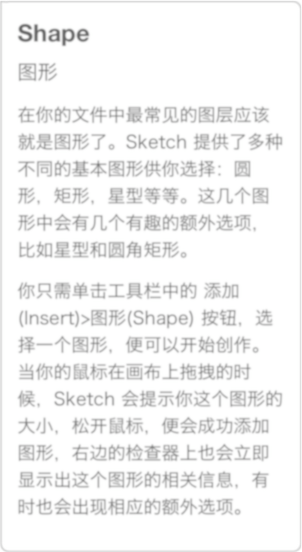 Shape
图形
在你的文件中最常见的图层应该
就是图形了。Sketch 提供了多种
不同的基本图形供你选择：圆
形，矩形，星型等等。这几个图
形中会有几个有趣的额外选项，
比如星型和圆角矩形。
你只需单击工具栏中的 添加
(Insert)>图形(Shape) 按钮，选
择一个图形，便可以开始创作。
当你的鼠标在画布上拖拽的时
候，Sketch 会提示你这个图形的
大小，松开鼠标，便会成功添加
图形，右边的检查器上也会立即
显示出这个图形的相关信息，有
时也会出现相应的额外选项。